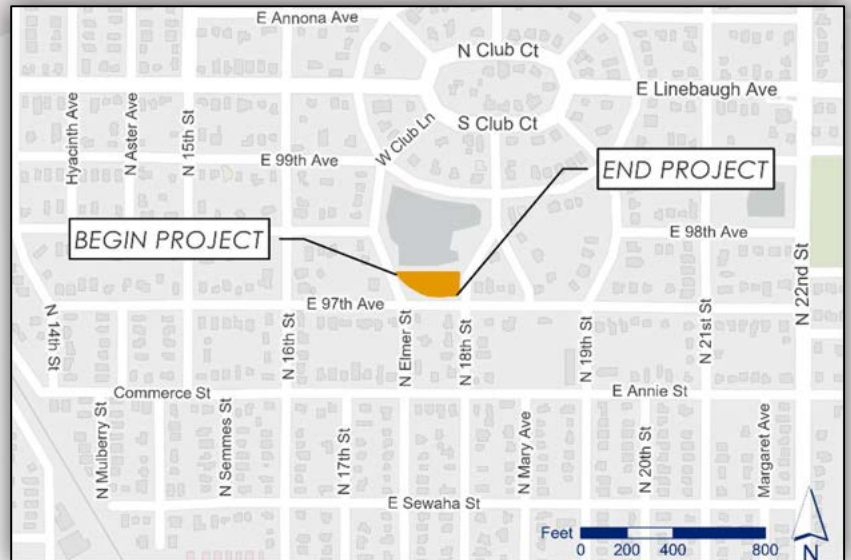 E Annona Ave
N Club Ct
E Linebaugh Ave
Hyacinth Ave
N Aster Ave
N 15th St
S Club Ct
E 99th Ave
W Club Ln
END PROJECT
BEGIN PROJECT
E 98th Ave
N 22nd St
E 97th Ave
N 14th St
N 16th St
N Elmer St
N 18th St
N 19th St
N 21st St
Commerce St
E Annie St
N Mulberry St
N Semmes St
N 17th St
N Mary Ave
N 20th St
Margaret Ave
E Sewaha St
Feet
0 200 400 800
N